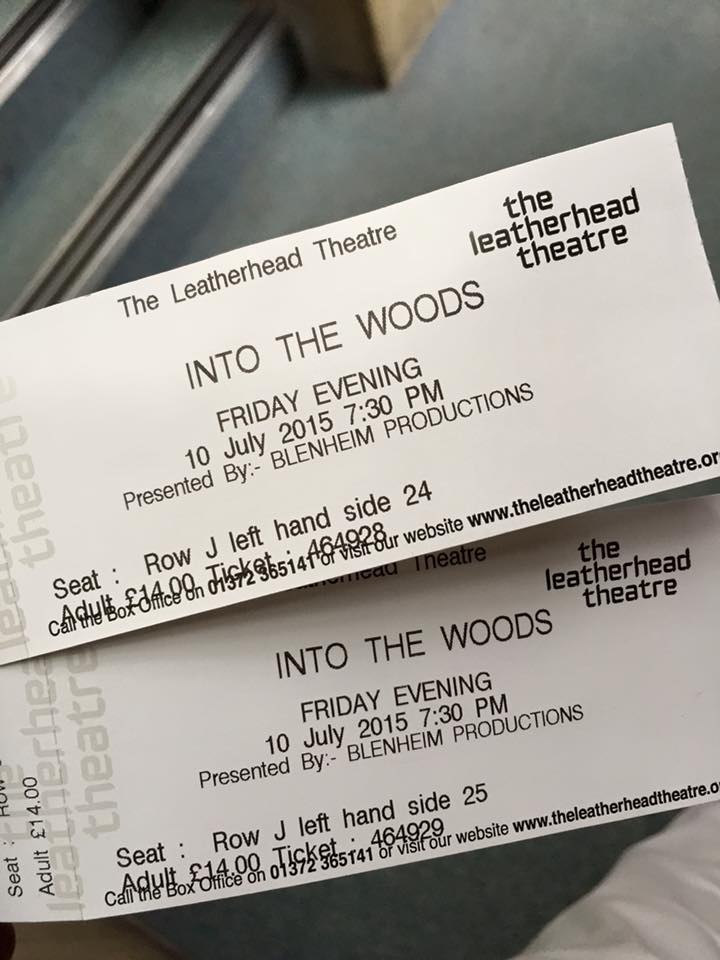 The Leatherhead Theatre
the
leatherhead
theatre
INTO THE WOODS
FRIDAY EVENING
10 July 2015 7:30 PM
Presented By:- BLENHEIM PRODUCTIONS
Seat : Row J left hand side 24
Adult £14.00 Ticket : 464928
Call the Box Office on 01372 365141 or visit our website www.theleatherheadtheatre.or
theatre
the
leatherhead
theatre
INTO THE WOODS
FRIDAY EVENING
10 July 2015 7:30 PM
Presented By:- BLENHEIM PRODUCTIONS
Seat : Row J left hand side 25
Adult £14.00 Ticket : 464929
Call the Box Office on 01372 365141 or visit our website www.theleatherheadtheatre.o
Theatre
the
leatherhead
theatre
Seat : Row
Adult £14.00